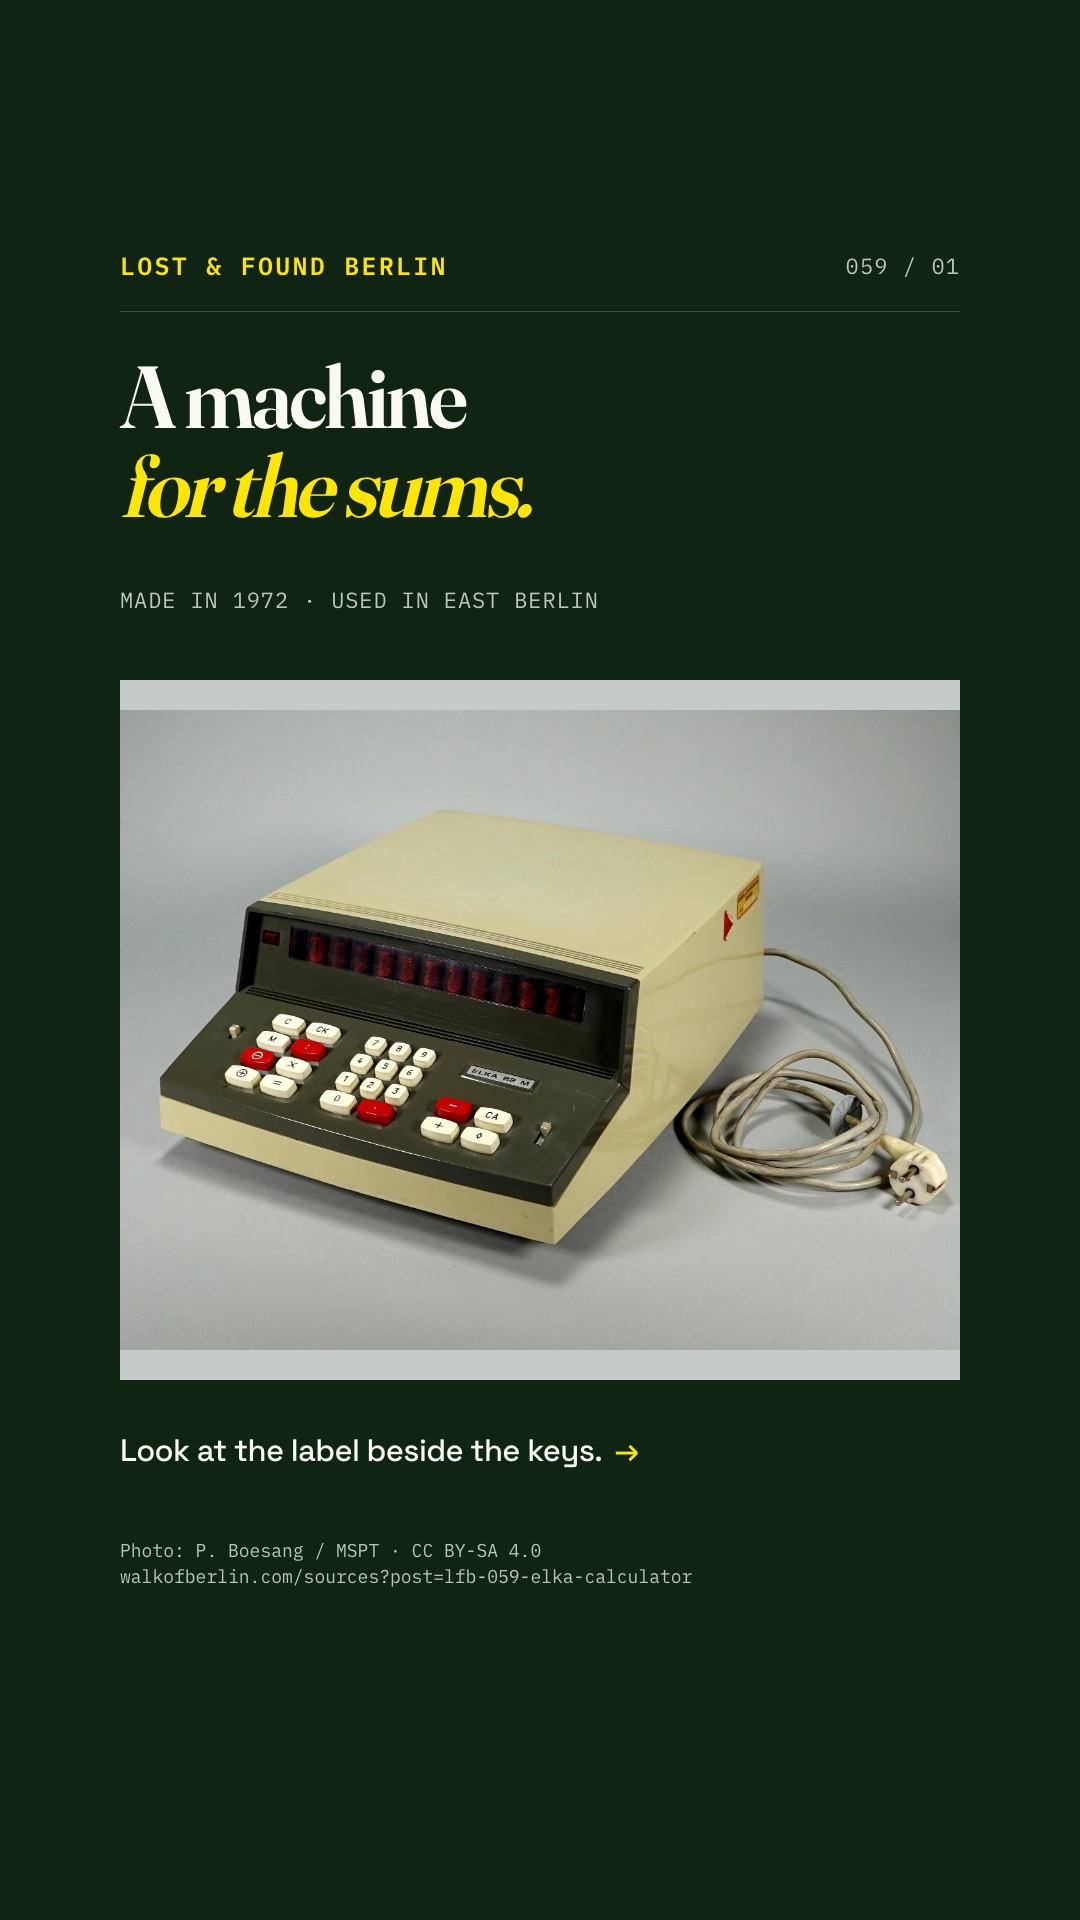 LOST & FOUND BERLIN
059 / 01
A machine
for the sums.
MADE IN 1972 · USED IN EAST BERLIN
C CK
M :
⊖ ×
⊕ =
7 8 9
4 5 6
1 2 3
0 .
− CA
+ ◊
ELKA 22 M
Look at the label beside the keys. →
Photo: P. Boesang / MSPT · CC BY-SA 4.0
walkofberlin.com/sources?post=lfb-059-elka-calculator